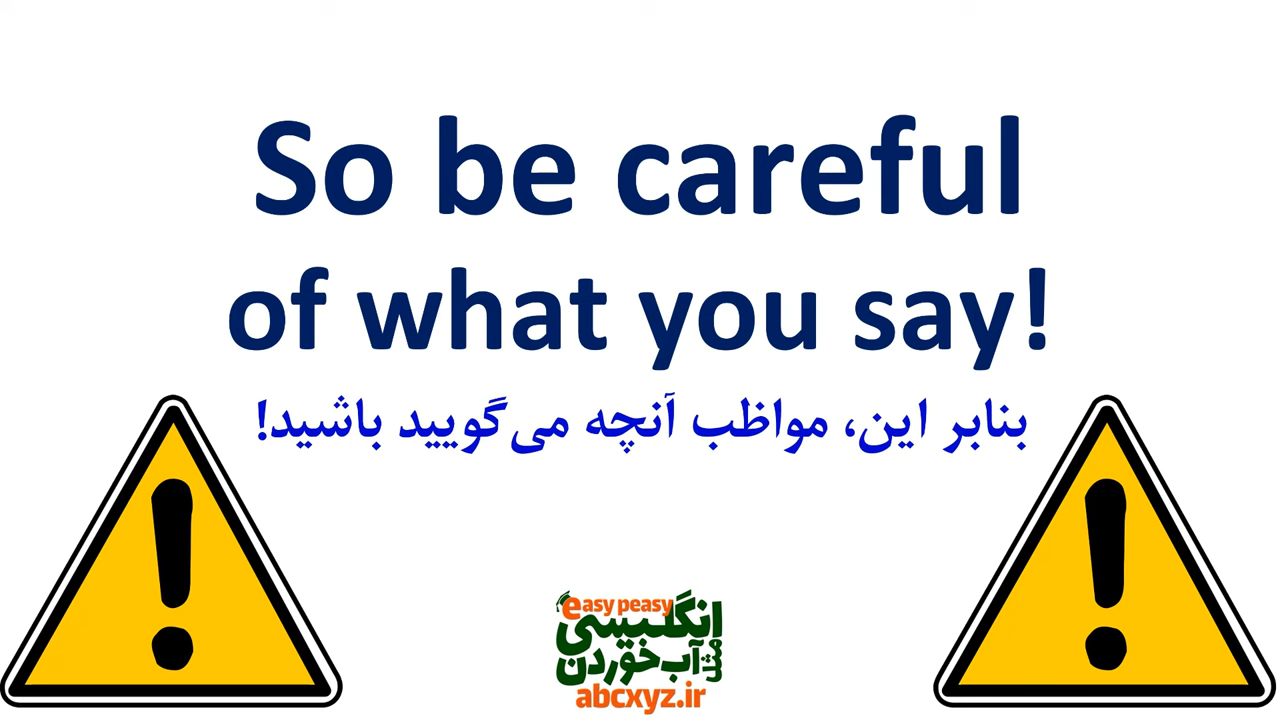 So be careful
of what you say!
بنابر این، مواظب آنچه می‌گویید باشید!
easy peasy
انگلیسی
مثل
آب خوردن
abcxyz.ir